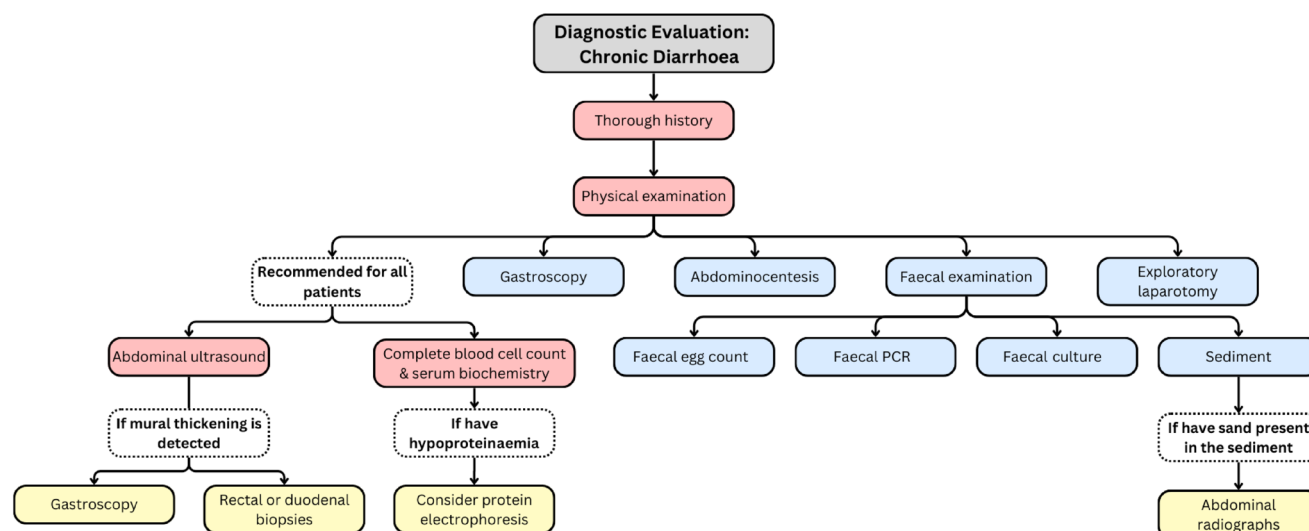 Diagnostic Evaluation:
Chronic Diarrhoea
Thorough history
Physical examination
Recommended for all
patients
Gastroscopy
Abdominocentesis
Faecal examination
Exploratory
laparotomy
Abdominal ultrasound
Complete blood cell count
& serum biochemistry
Faecal egg count
Faecal PCR
Faecal culture
Sediment
If mural thickening is
detected
If have
hypoproteinaemia
If have sand present
in the sediment
Gastroscopy
Rectal or duodenal
biopsies
Consider protein
electrophoresis
Abdominal
radiographs